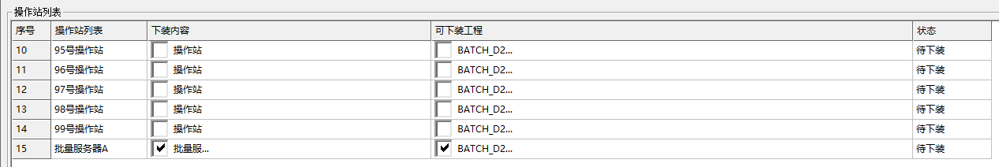 操作站列表
序号 操作站列表 下装内容 可下装工程 状态
10 95号操作站 操作站 BATCH_D2... 待下装
11 96号操作站 操作站 BATCH_D2... 待下装
12 97号操作站 操作站 BATCH_D2... 待下装
13 98号操作站 操作站 BATCH_D2... 待下装
14 99号操作站 操作站 BATCH_D2... 待下装
15 批量服务器A 批量服... BATCH_D2... 待下装